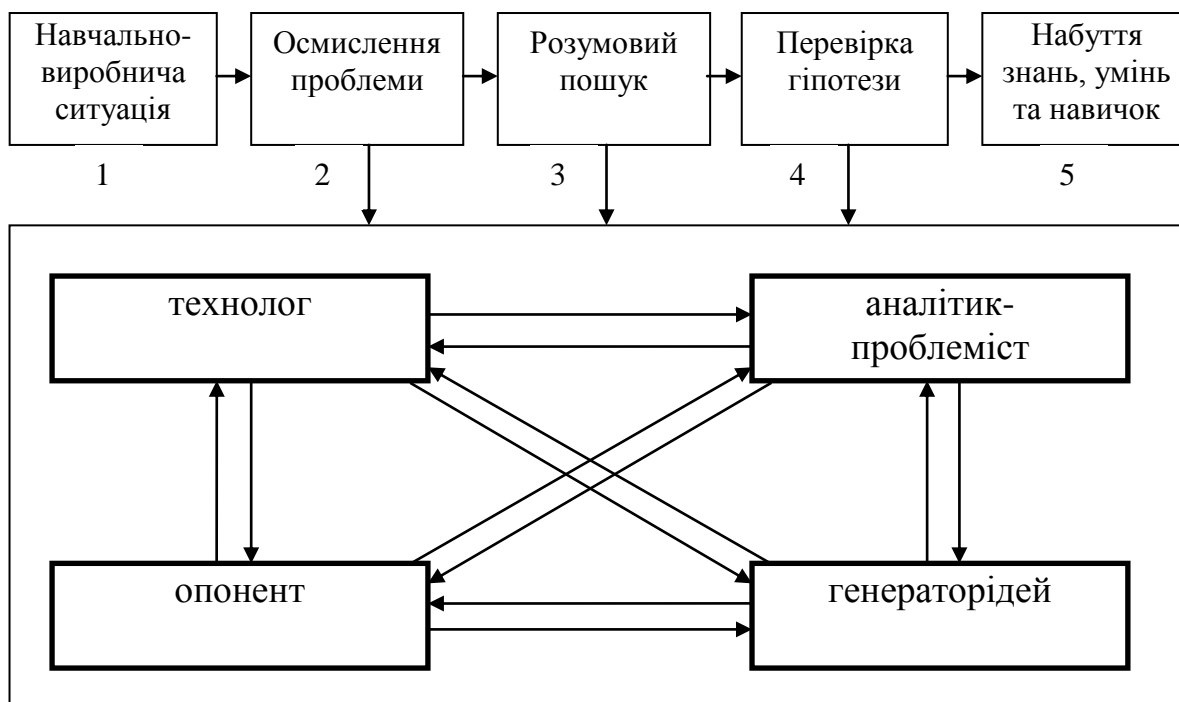 Навчально-
виробнича
ситуація
Осмислення
проблеми
Розумовий
пошук
Перевірка
гіпотези
Набуття
знань, умінь
та навичок
1
2
3
4
5
технолог
аналітик-
проблеміст
опонент
генераторідей